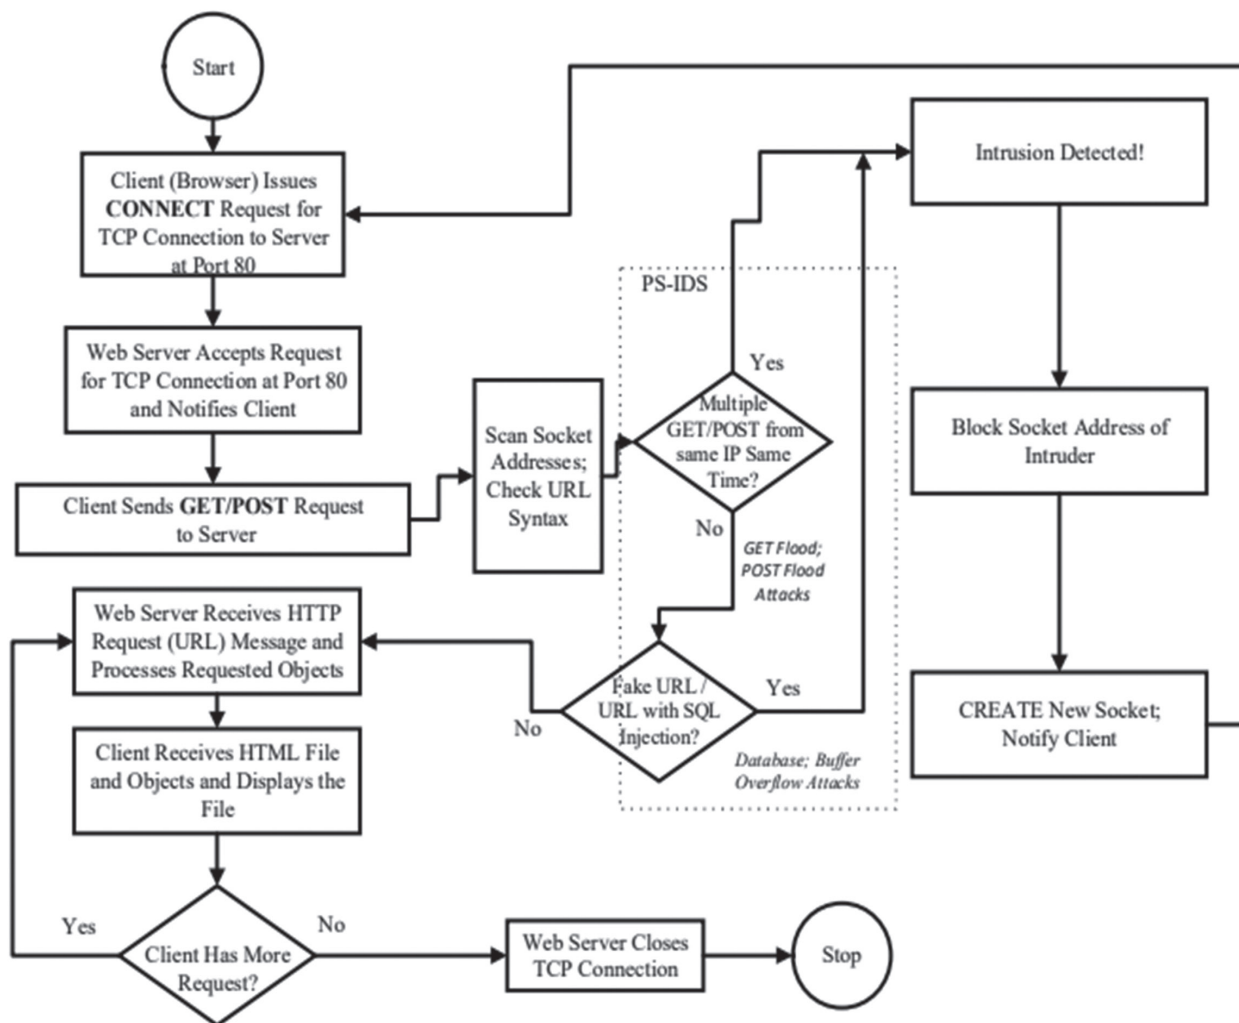 Start
Client (Browser) Issues
CONNECT Request for
TCP Connection to Server
at Port 80
Web Server Accepts Request
for TCP Connection at Port 80
and Notifies Client
Client Sends GET/POST Request
to Server
Scan Socket
Addresses;
Check URL
Syntax
PS-IDS
Yes
Multiple
GET/POST from
same IP Same
Time?
No
GET Flood;
POST Flood
Attacks
Fake URL /
URL with SQL
Injection?
Yes
No
Database; Buffer
Overflow Attacks
Intrusion Detected!
Block Socket Address of
Intruder
CREATE New Socket;
Notify Client
Web Server Receives HTTP
Request (URL) Message and
Processes Requested Objects
Client Receives HTML File
and Objects and Displays the
File
Yes
No
Client Has More
Request?
Web Server Closes
TCP Connection
Stop